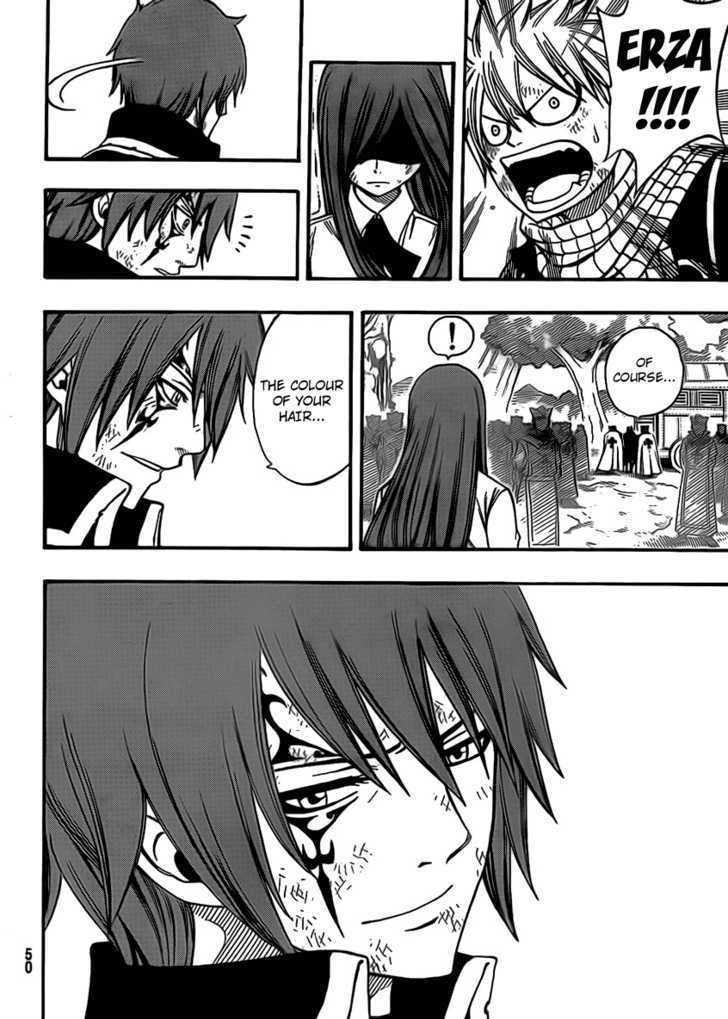 ERZA
!!!!
!
OF
COURSE...
THE COLOUR
OF YOUR
HAIR...
50